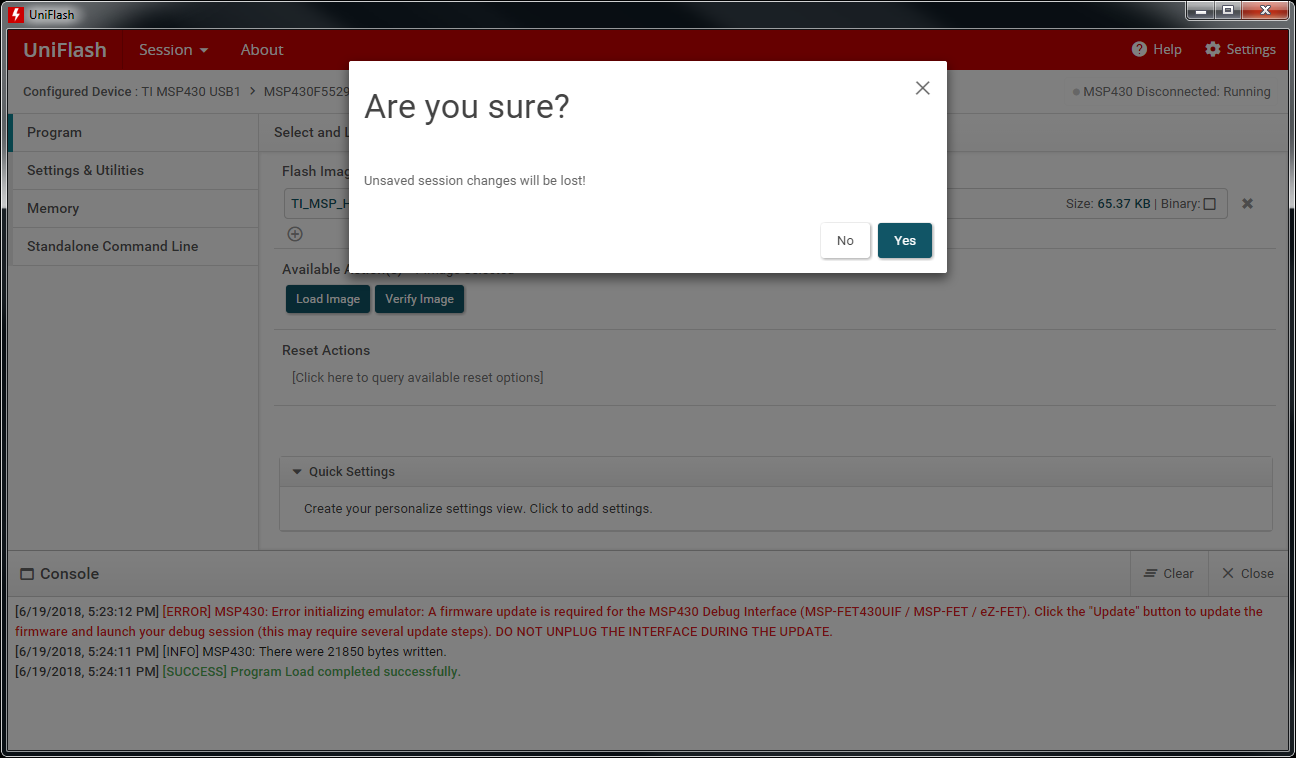 UniFlash
UniFlash Session About Help Settings
Configured Device : TI MSP430 USB1 > MSP430F5529 MSP430 Disconnected: Running
Are you sure?
Unsaved session changes will be lost!
No Yes
Program
Settings & Utilities
Memory
Standalone Command Line
Select and
Flash
TI_MSP_ Size: 65.37 KB | Binary:
Available
Load Image Verify Image
Reset Actions
[Click here to query available reset options]
Quick Settings
Create your personalize settings view. Click to add settings.
Console Clear Close
[6/19/2018, 5:23:12 PM] [ERROR] MSP430: Error initializing emulator: A firmware update is required for the MSP430 Debug Interface (MSP-FET430UIF / MSP-FET / eZ-FET). Click the "Update" button to update the
firmware and launch your debug session (this may require several update steps). DO NOT UNPLUG THE INTERFACE DURING THE UPDATE.
[6/19/2018, 5:24:11 PM] [INFO] MSP430: There were 21850 bytes written.
[6/19/2018, 5:24:11 PM] [SUCCESS] Program Load completed successfully.